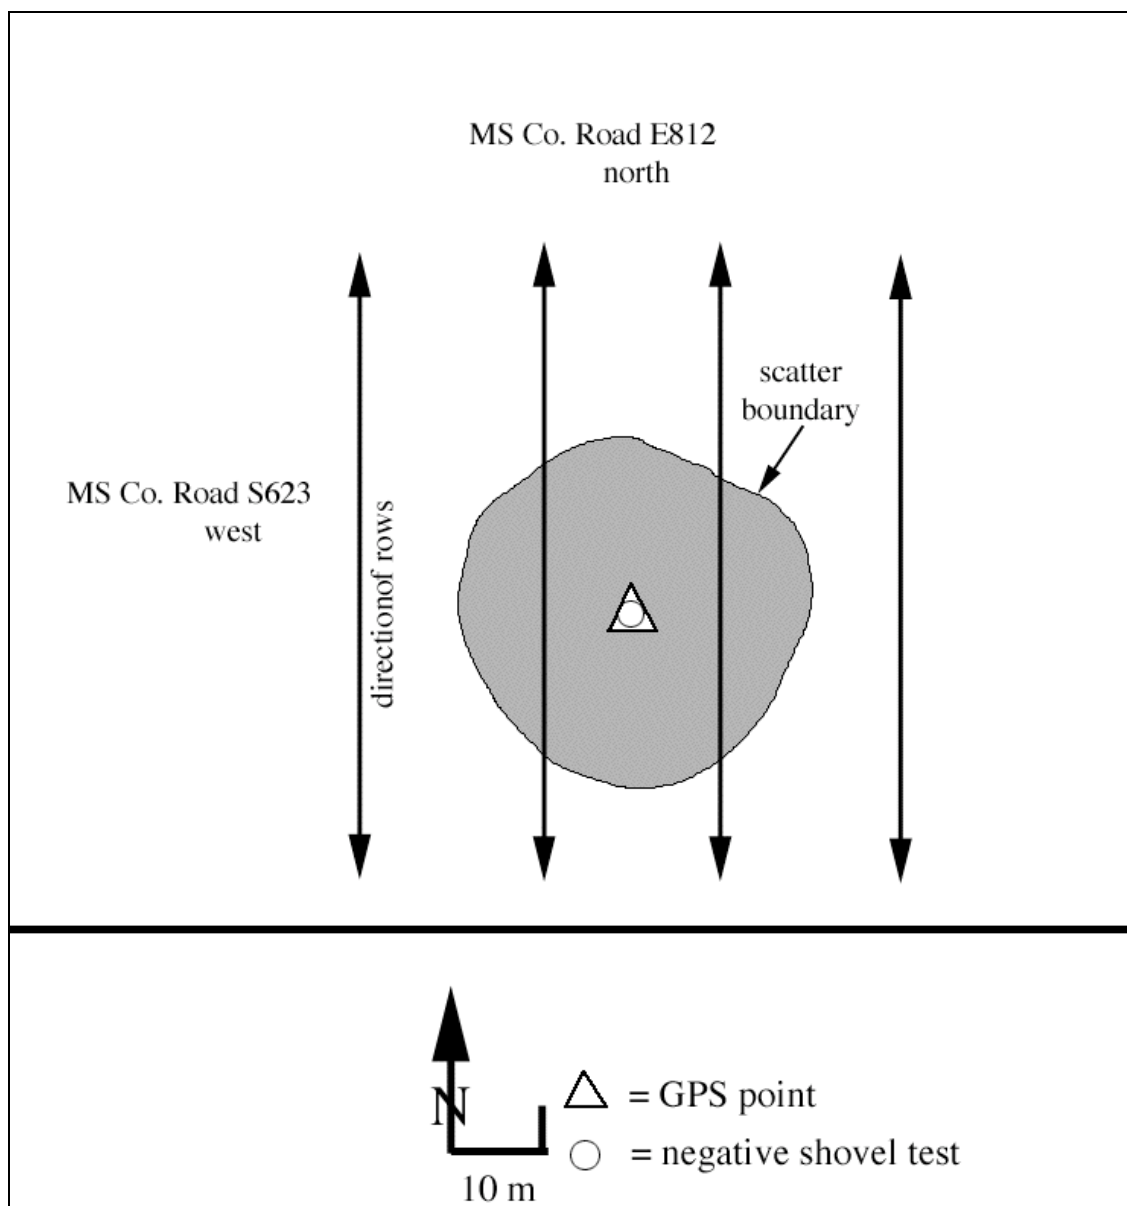 MS Co. Road E812
north
scatter
boundary
MS Co. Road S623
west
directionof rows
N
= GPS point
= negative shovel test
10 m